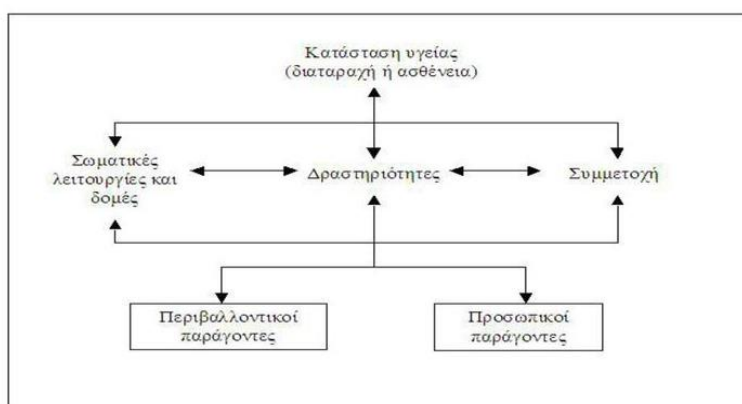 Κατάσταση υγείας
(διαταραχή ή ασθένεια)
Σωματικές
λειτουργίες και
δομές
Δραστηριότητες
Συμμετοχή
Περιβαλλοντικοί
παράγοντες
Προσωπικοί
παράγοντες